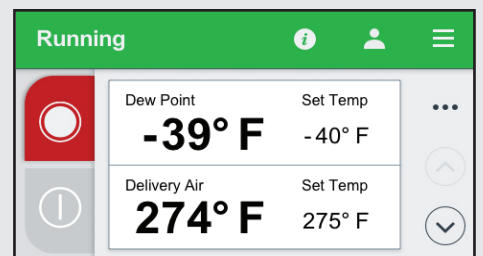 Running
Dew Point Set Temp
-39° F -40° F
Delivery Air Set Temp
274° F 275° F